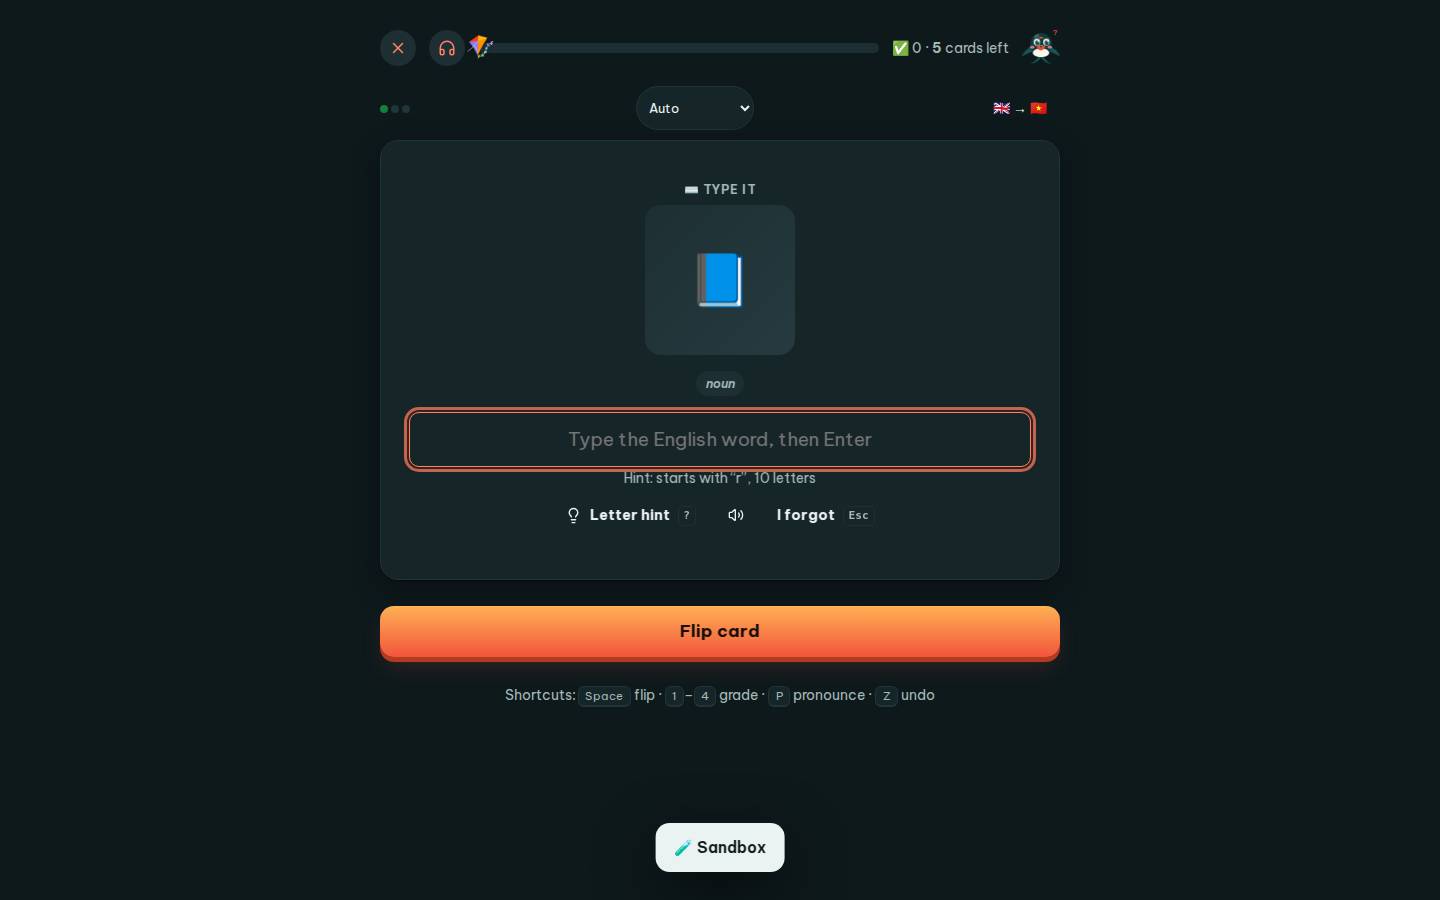 ✅ 0 · 5 cards left
Auto
🇬🇧 → 🇻🇳
TYPE IT
noun
Type the English word, then Enter
Hint: starts with “r”, 10 letters
Letter hint ? I forgot Esc
Flip card
Shortcuts: Space flip · 1 – 4 grade · P pronounce · Z undo
🧪 Sandbox